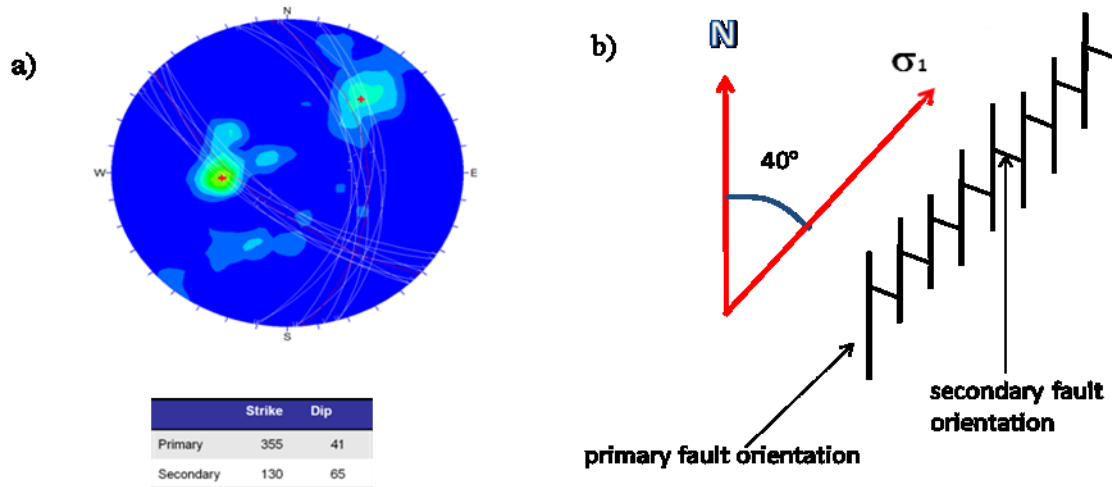 a)
N
W
E
S
Strike Dip
Primary 355 41
Secondary 130 65
b)
N
σ1
40°
secondary fault
orientation
primary fault orientation